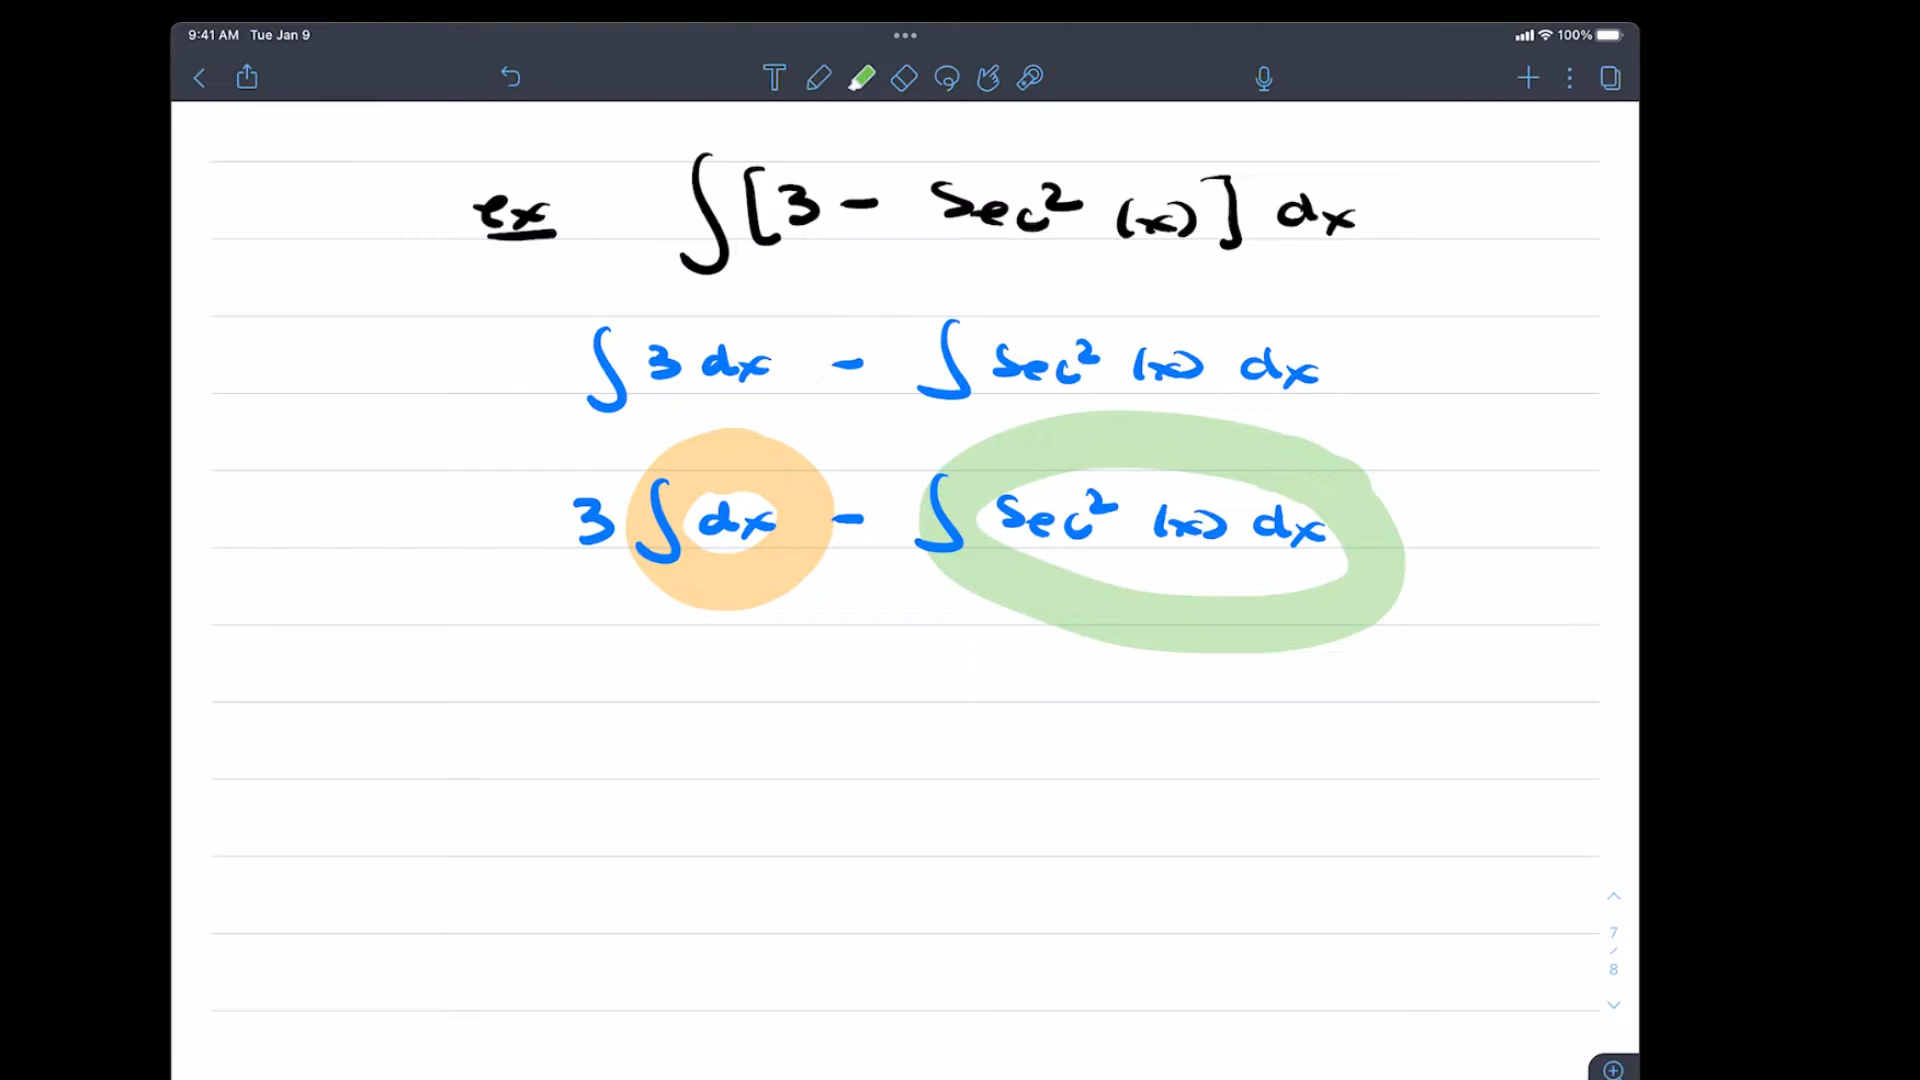 9:41 AM Tue Jan 9 100%
ex ∫[3 - Sec² (x)] dx
∫ 3 dx - ∫ Sec² (x) dx
3 ∫ dx - ∫ Sec² (x) dx
7
/
8